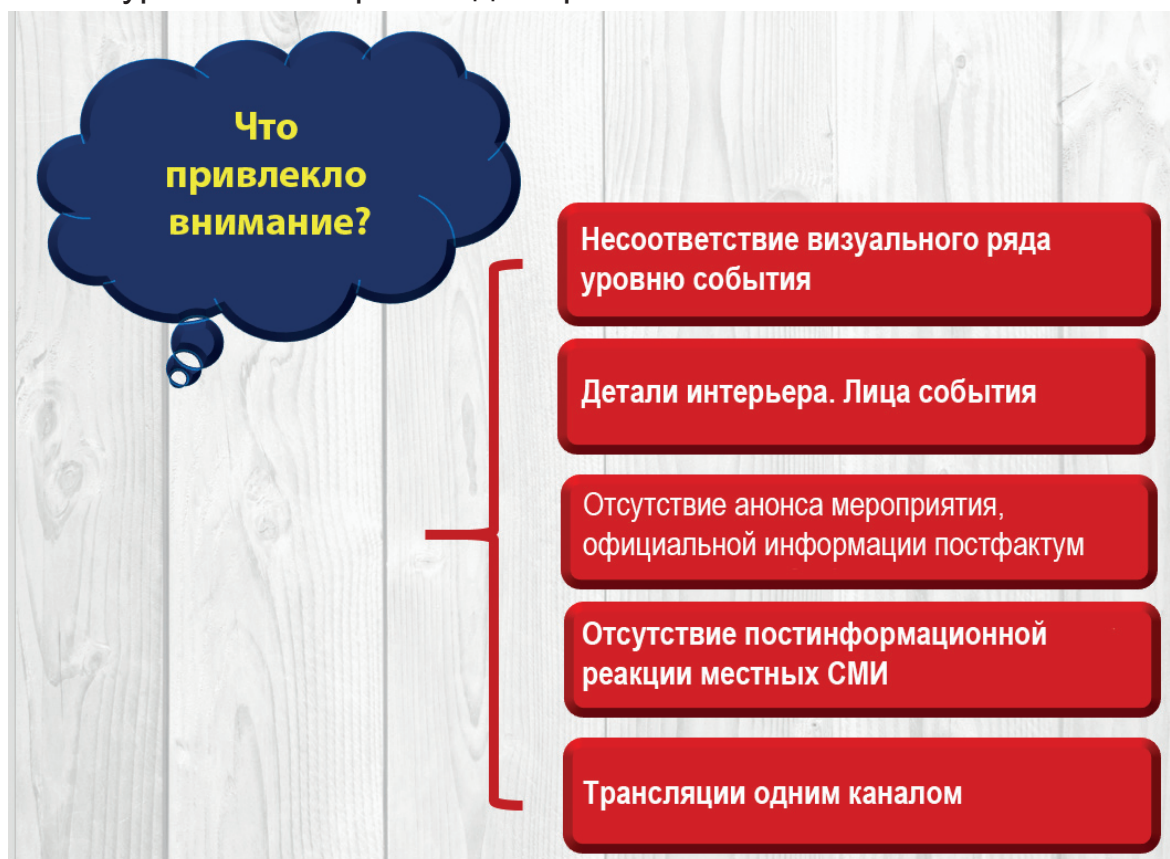 Что
привлекло
внимание?
Несоответствие визуального ряда
уровню события
Детали интерьера. Лица события
Отсутствие анонса мероприятия,
официальной информации постфактум
Отсутствие постинформационной
реакции местных СМИ
Трансляции одним каналом